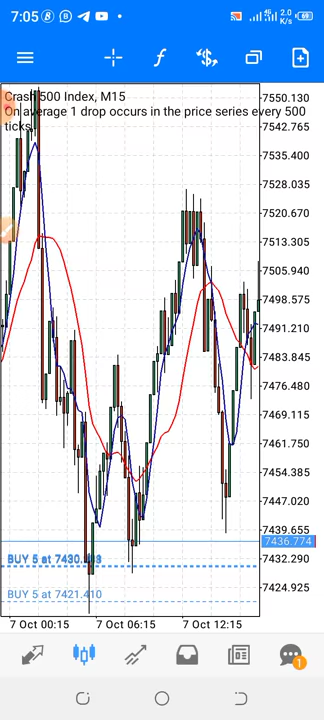 7:05
2.0
K/s
69
Crash 500 Index, M15
On average 1 drop occurs in the price series every 500
ticks
7550.130
7542.765
7535.400
7528.035
7520.670
7513.305
7505.940
7498.575
7491.210
7483.845
7476.480
7469.115
7461.750
7454.385
7447.020
7439.655
7436.774
7432.290
7424.925
BUY 5 at
BUY 5 at 7421.410
7 Oct 00:15
7 Oct 06:15
7 Oct 12:15
1